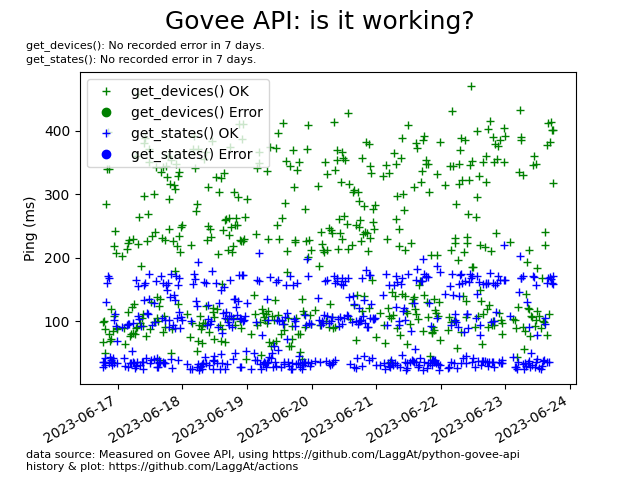 Govee API: is it working?
get_devices(): No recorded error in 7 days.
get_states(): No recorded error in 7 days.
get_devices() OK
get_devices() Error
get_states() OK
get_states() Error
Ping (ms)
400
300
200
100
2023-06-17
2023-06-18
2023-06-19
2023-06-20
2023-06-21
2023-06-22
2023-06-23
2023-06-24
data source: Measured on Govee API, using https://github.com/LaggAt/python-govee-api
history & plot: https://github.com/LaggAt/actions